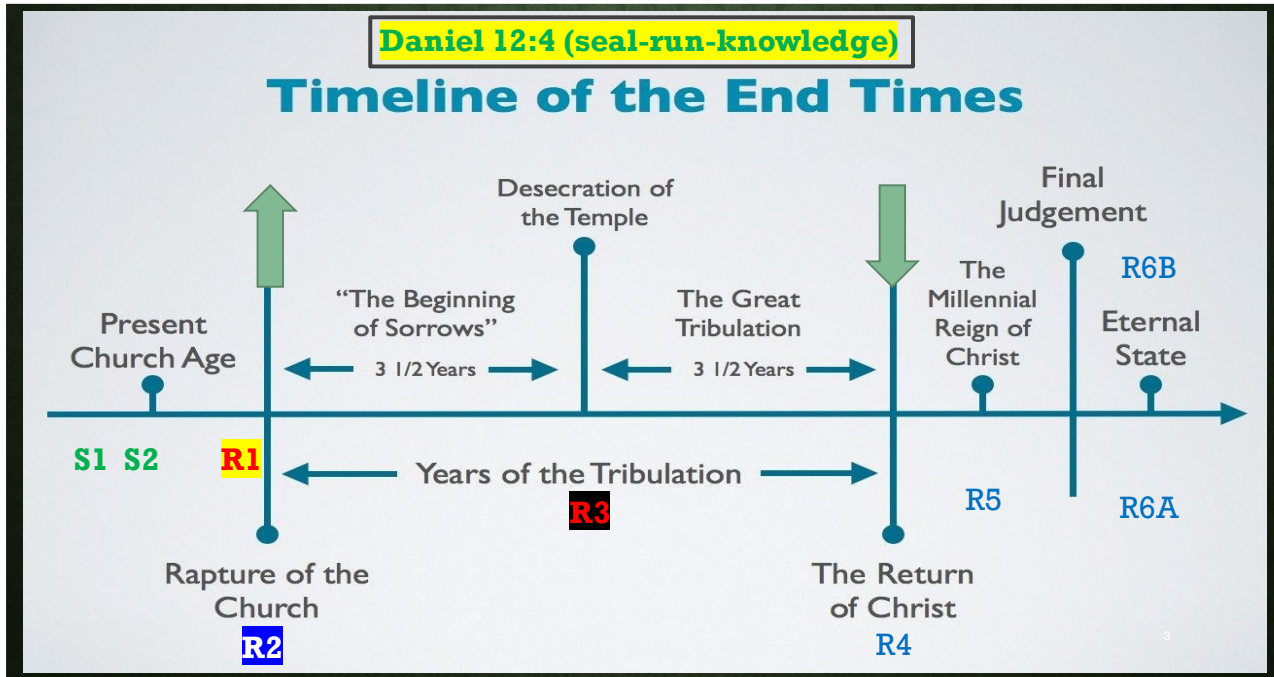 Daniel 12:4 (seal-run-knowledge)
Timeline of the End Times
Present
Church Age
"The Beginning
of Sorrows"
3 1/2 Years
Desecration of
the Temple
The Great
Tribulation
3 1/2 Years
The
Millennial
Reign of
Christ
Final
Judgement
R6B
Eternal
State
S1 S2
R1
Years of the Tribulation
R3
R5
R6A
Rapture of the
Church
R2
The Return
of Christ
R4
3